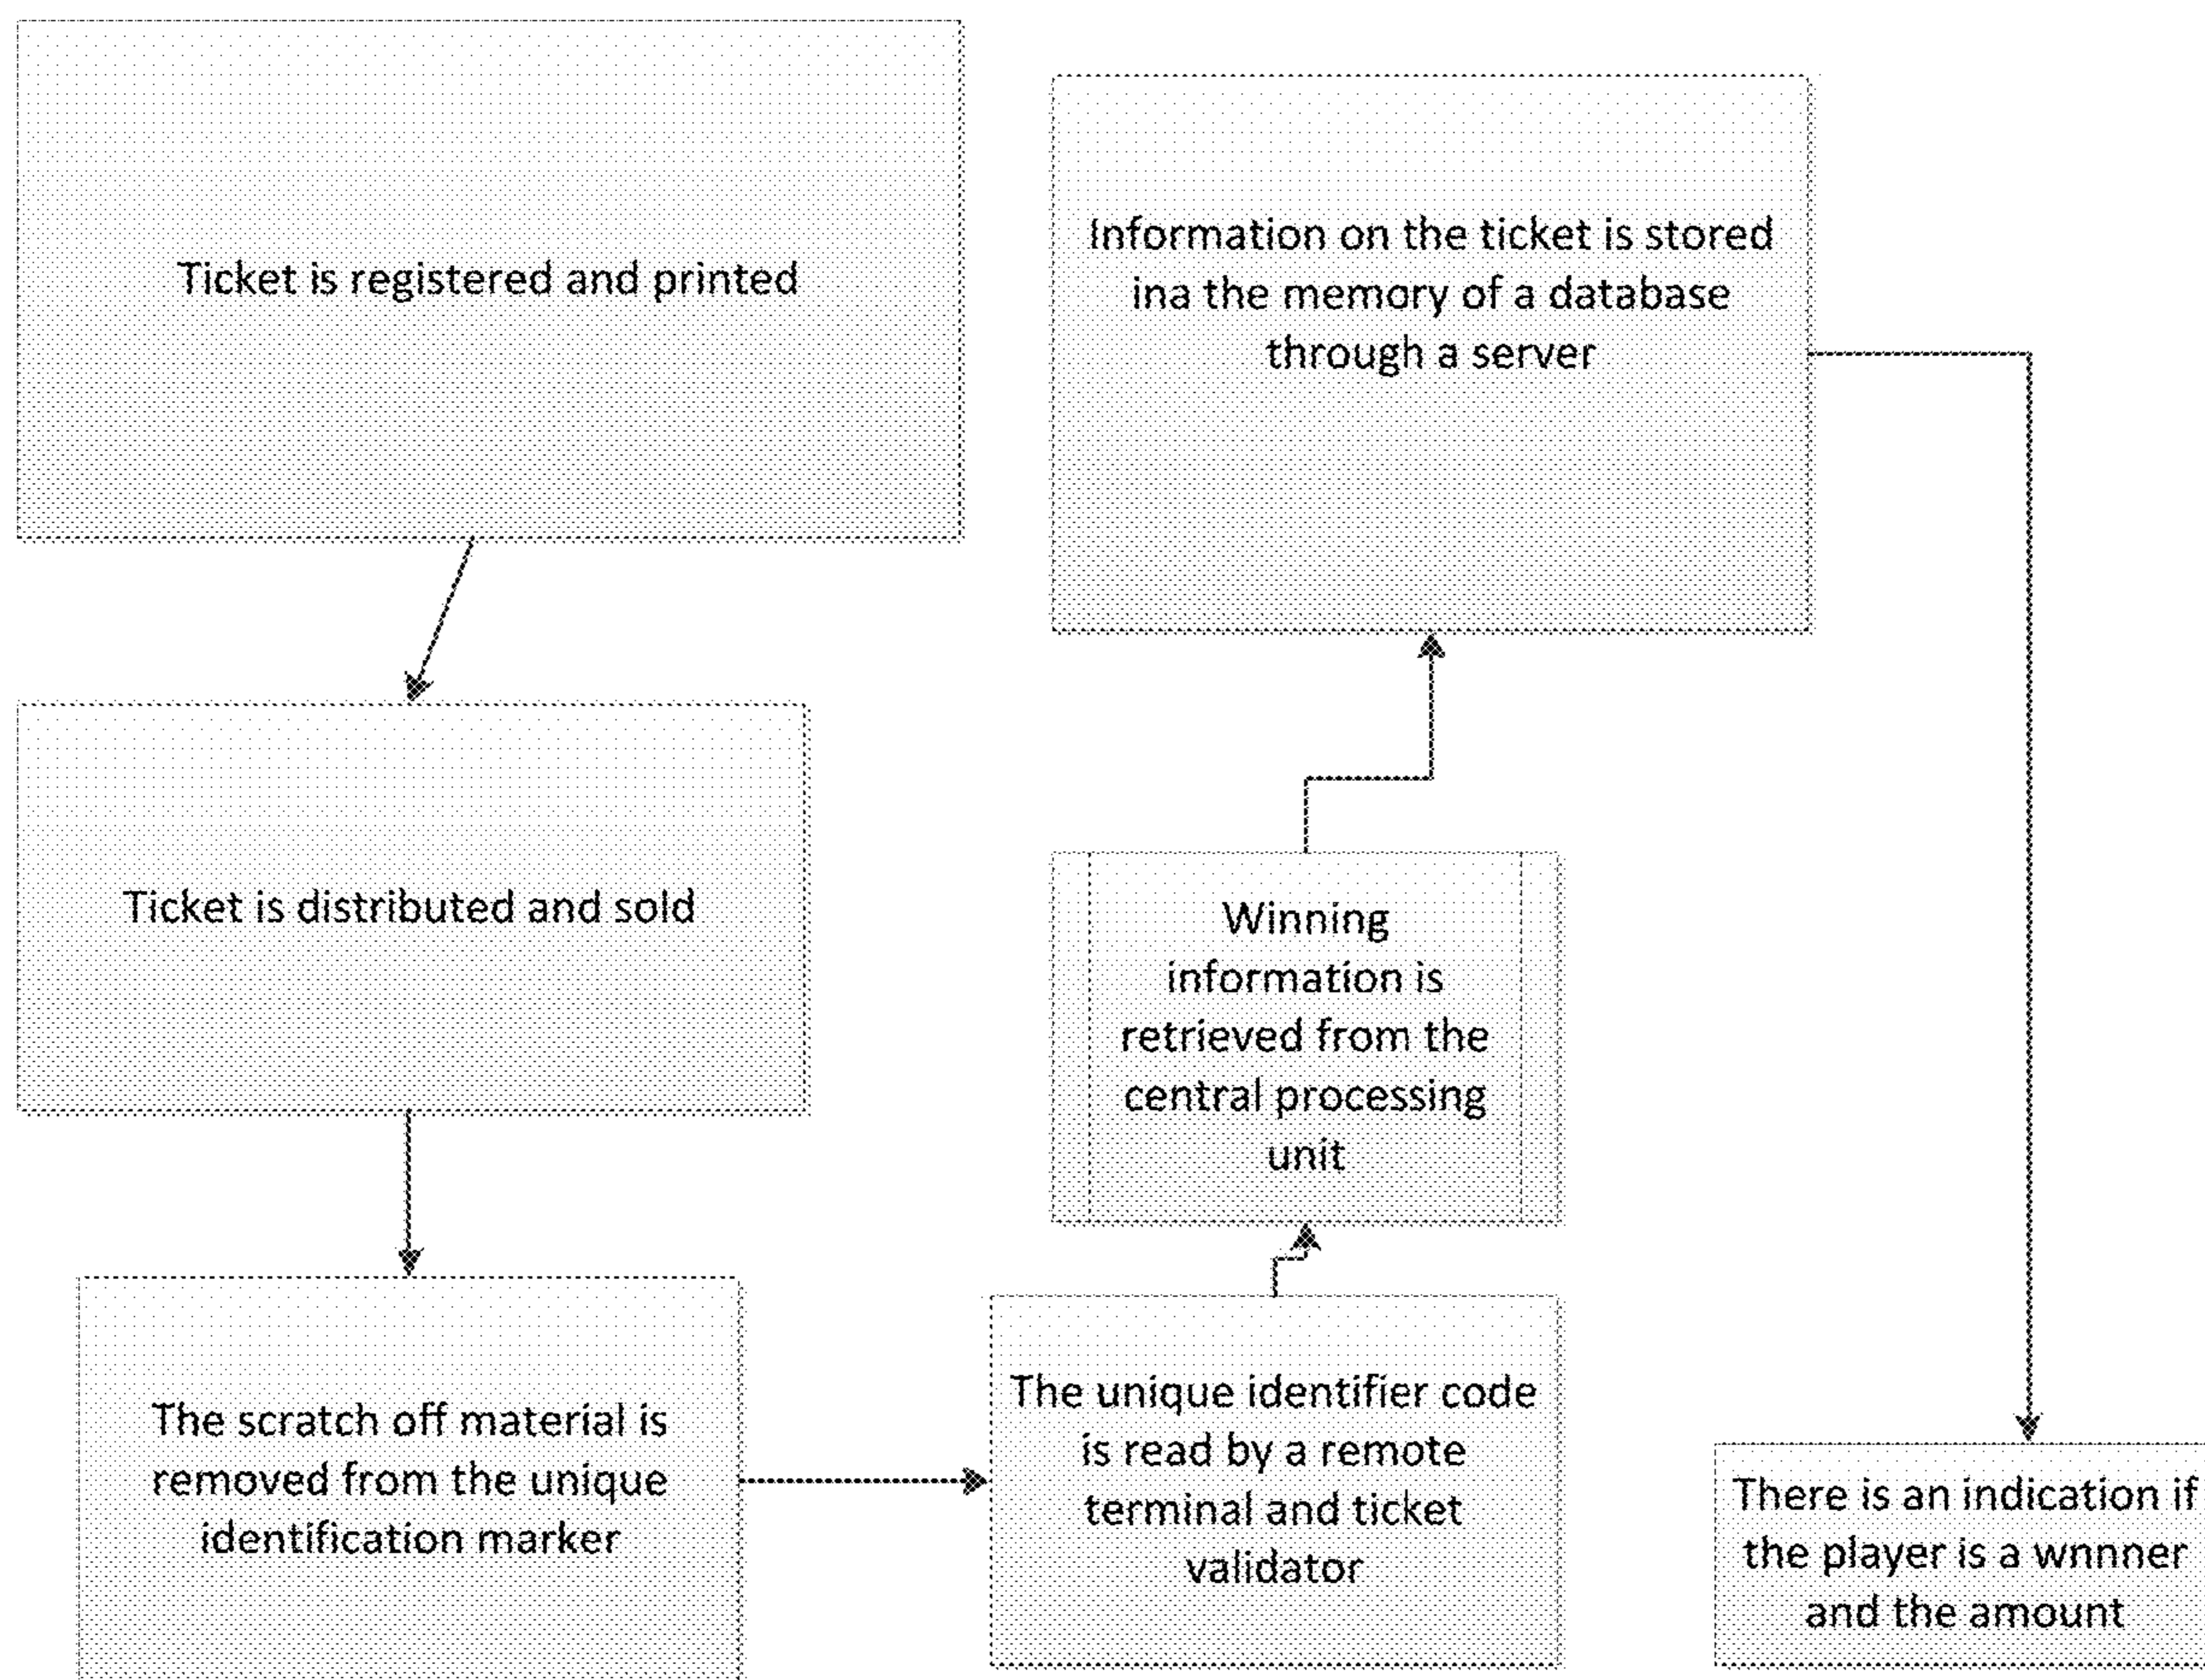 Ticket is registered and printed
Ticket is distributed and sold
The scratch off material is
removed from the unique
identification marker
The unique identifier code
is read by a remote
terminal and ticket
validator
Winning
information is
retrieved from the
central processing
unit
Information on the ticket is stored
ina the memory of a database
through a server
There is an indication if
the player is a wnnner
and the amount